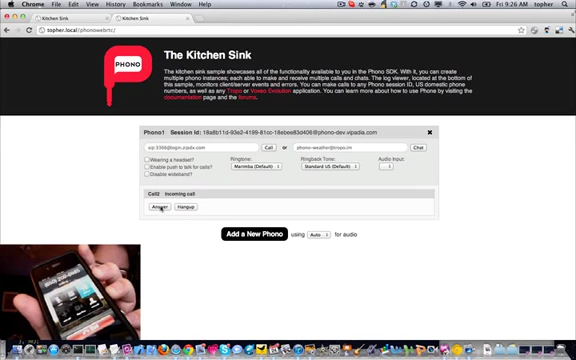 Chrome File Edit View History Bookmarks Window Help
Fri 9:26 AM topher
Kitchen Sink
Kitchen Sink
topher.local/phonowebrtc/
PHONO
The Kitchen Sink
The kitchen sink sample showcases all of the functionality available to you in the Phono SDK. With it, you can
create multiple phono instances; each able to make and receive multiple calls and chats. The log viewer, located at the bottom of
this sample, monitors client/server events and errors. You can make calls to any Phono session ID, US domestic phone
numbers, as well as any Tropo or Voxeo Evolution application. You can learn more about how to use Phono by visiting the
documentation page and the forums.
Phono1 Session Id:
Call or phono-weather@tropo.im Chat
Wearing a headset?
Enable push to talk for calls?
Disable wideband?
Ringtone:
Marimba (Default)
Ringback Tone:
Standard US (Default)
Audio Input:
Call2 Incoming call
Answer Hangup
Add a New Phono using Auto for audio